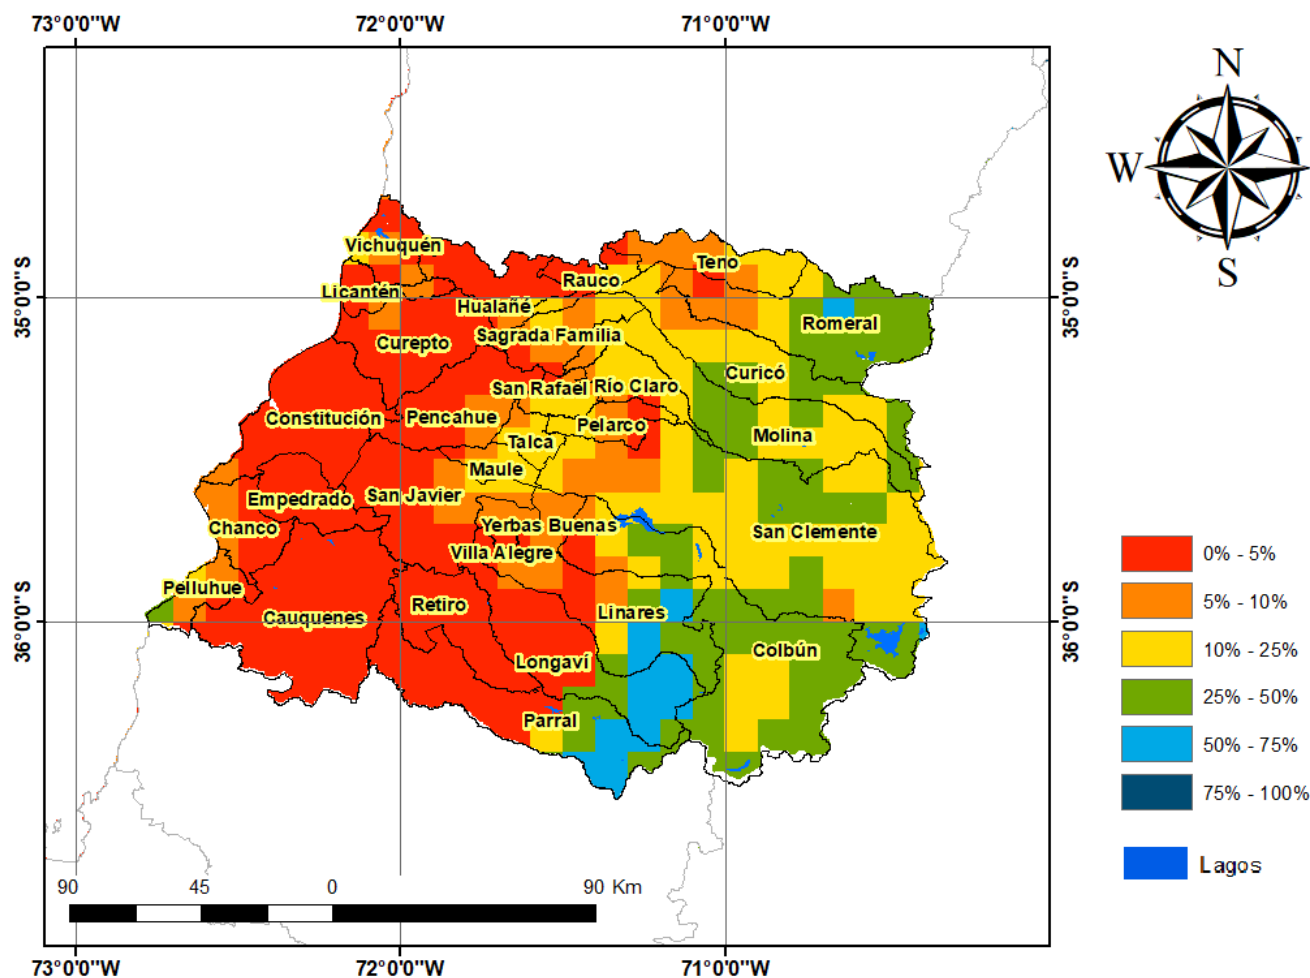 73°0'0"W 72°0'0"W 71°0'0"W
N
W
S
35°0'0"S
35°0'0"S
36°0'0"S
36°0'0"S
Vichuquén
Teno
Licantén
Rauco
Hualañé
Romeral
Curepto
Sagrada Familia
Curicó
San Rafael
Río Claro
Constitución
Pencahue
Pelarco
Molina
Talca
Maule
Empedrado
San Javier
Chanco
Yerbas Buenas
San Clemente
Villa Alegre
Pelluhue
Retiro
Linares
Cauquenes
Colbún
Longaví
Parral
0% - 5%
5% - 10%
10% - 25%
25% - 50%
50% - 75%
75% - 100%
Lagos
90 45 0 90 Km
73°0'0"W 72°0'0"W 71°0'0"W